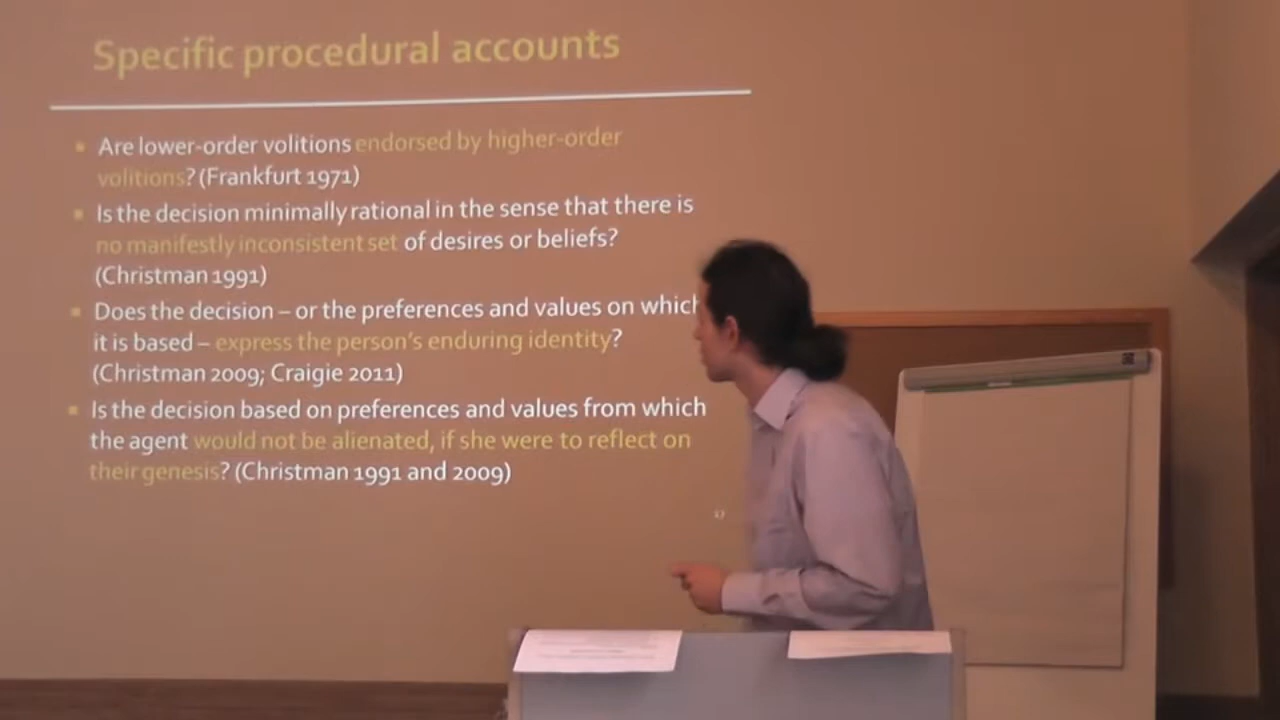 Specific procedural accounts
Are lower-order volitions endorsed by higher-order
volitions? (Frankfurt 1971)
Is the decision minimally rational in the sense that there is
no manifestly inconsistent set of desires or beliefs?
(Christman 1991)
Does the decision – or the preferences and values on which
it is based – express the person's enduring identity?
(Christman 2009; Craigie 2011)
Is the decision based on preferences and values from which
the agent would not be alienated, if she were to reflect on
their genesis? (Christman 1991 and 2009)